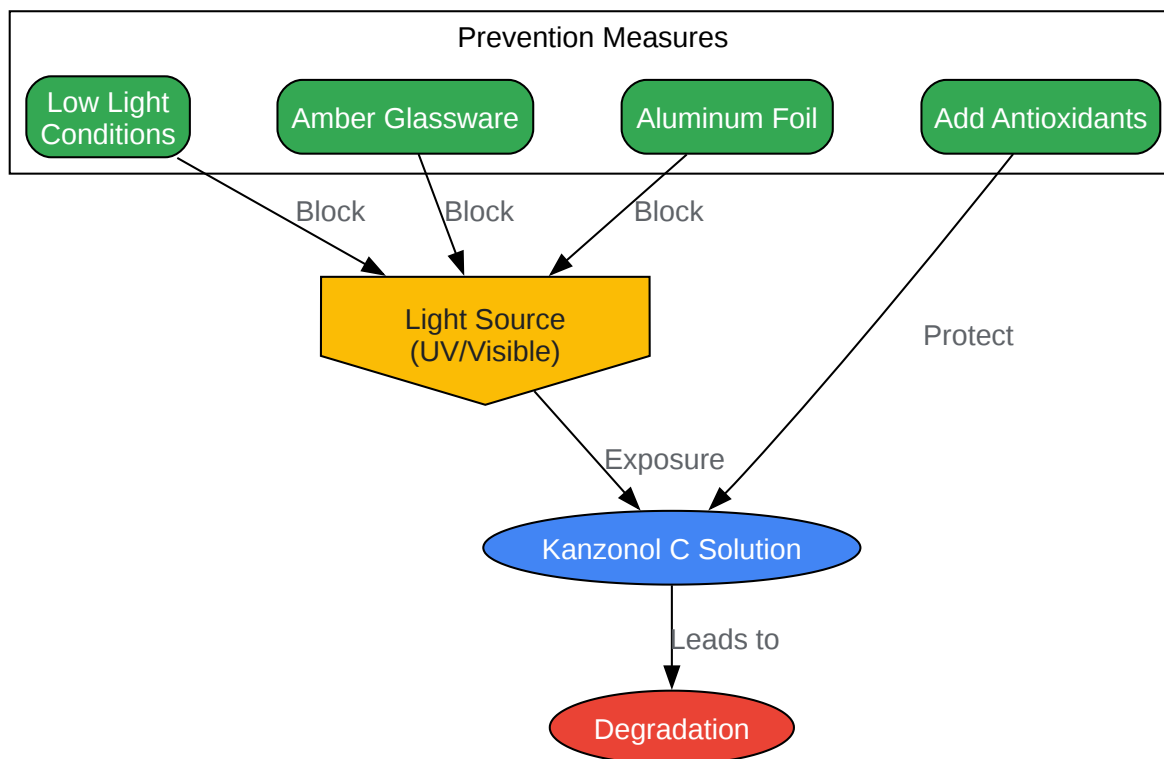 Prevention Measures
Low Light
Conditions
Amber Glassware
Aluminum Foil
Add Antioxidants
Block
Block
Block
Light Source
(UV/Visible)
Protect
Exposure
Kanzonol C Solution
Leads to
Degradation